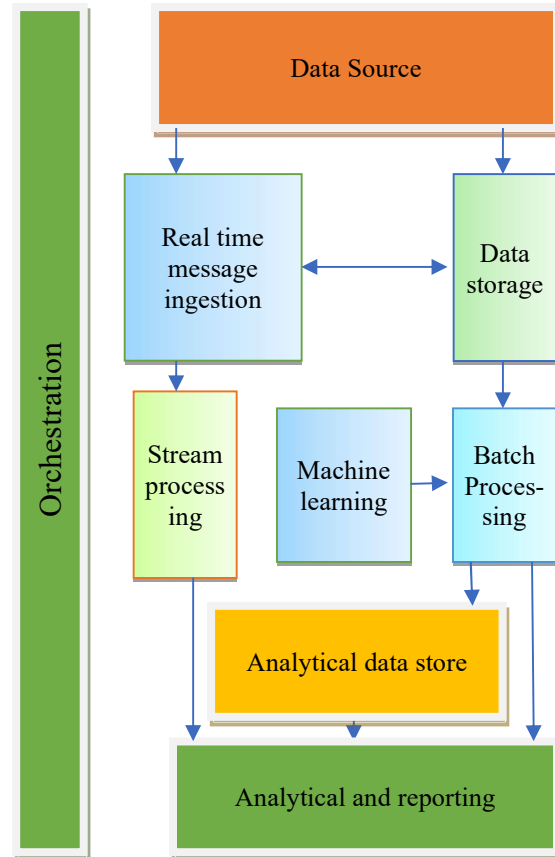 Orchestration
Data Source
Real time
message
ingestion
Data
storage
Stream
process
ing
Machine
learning
Batch
Proces-
sing
Analytical data store
Analytical and reporting